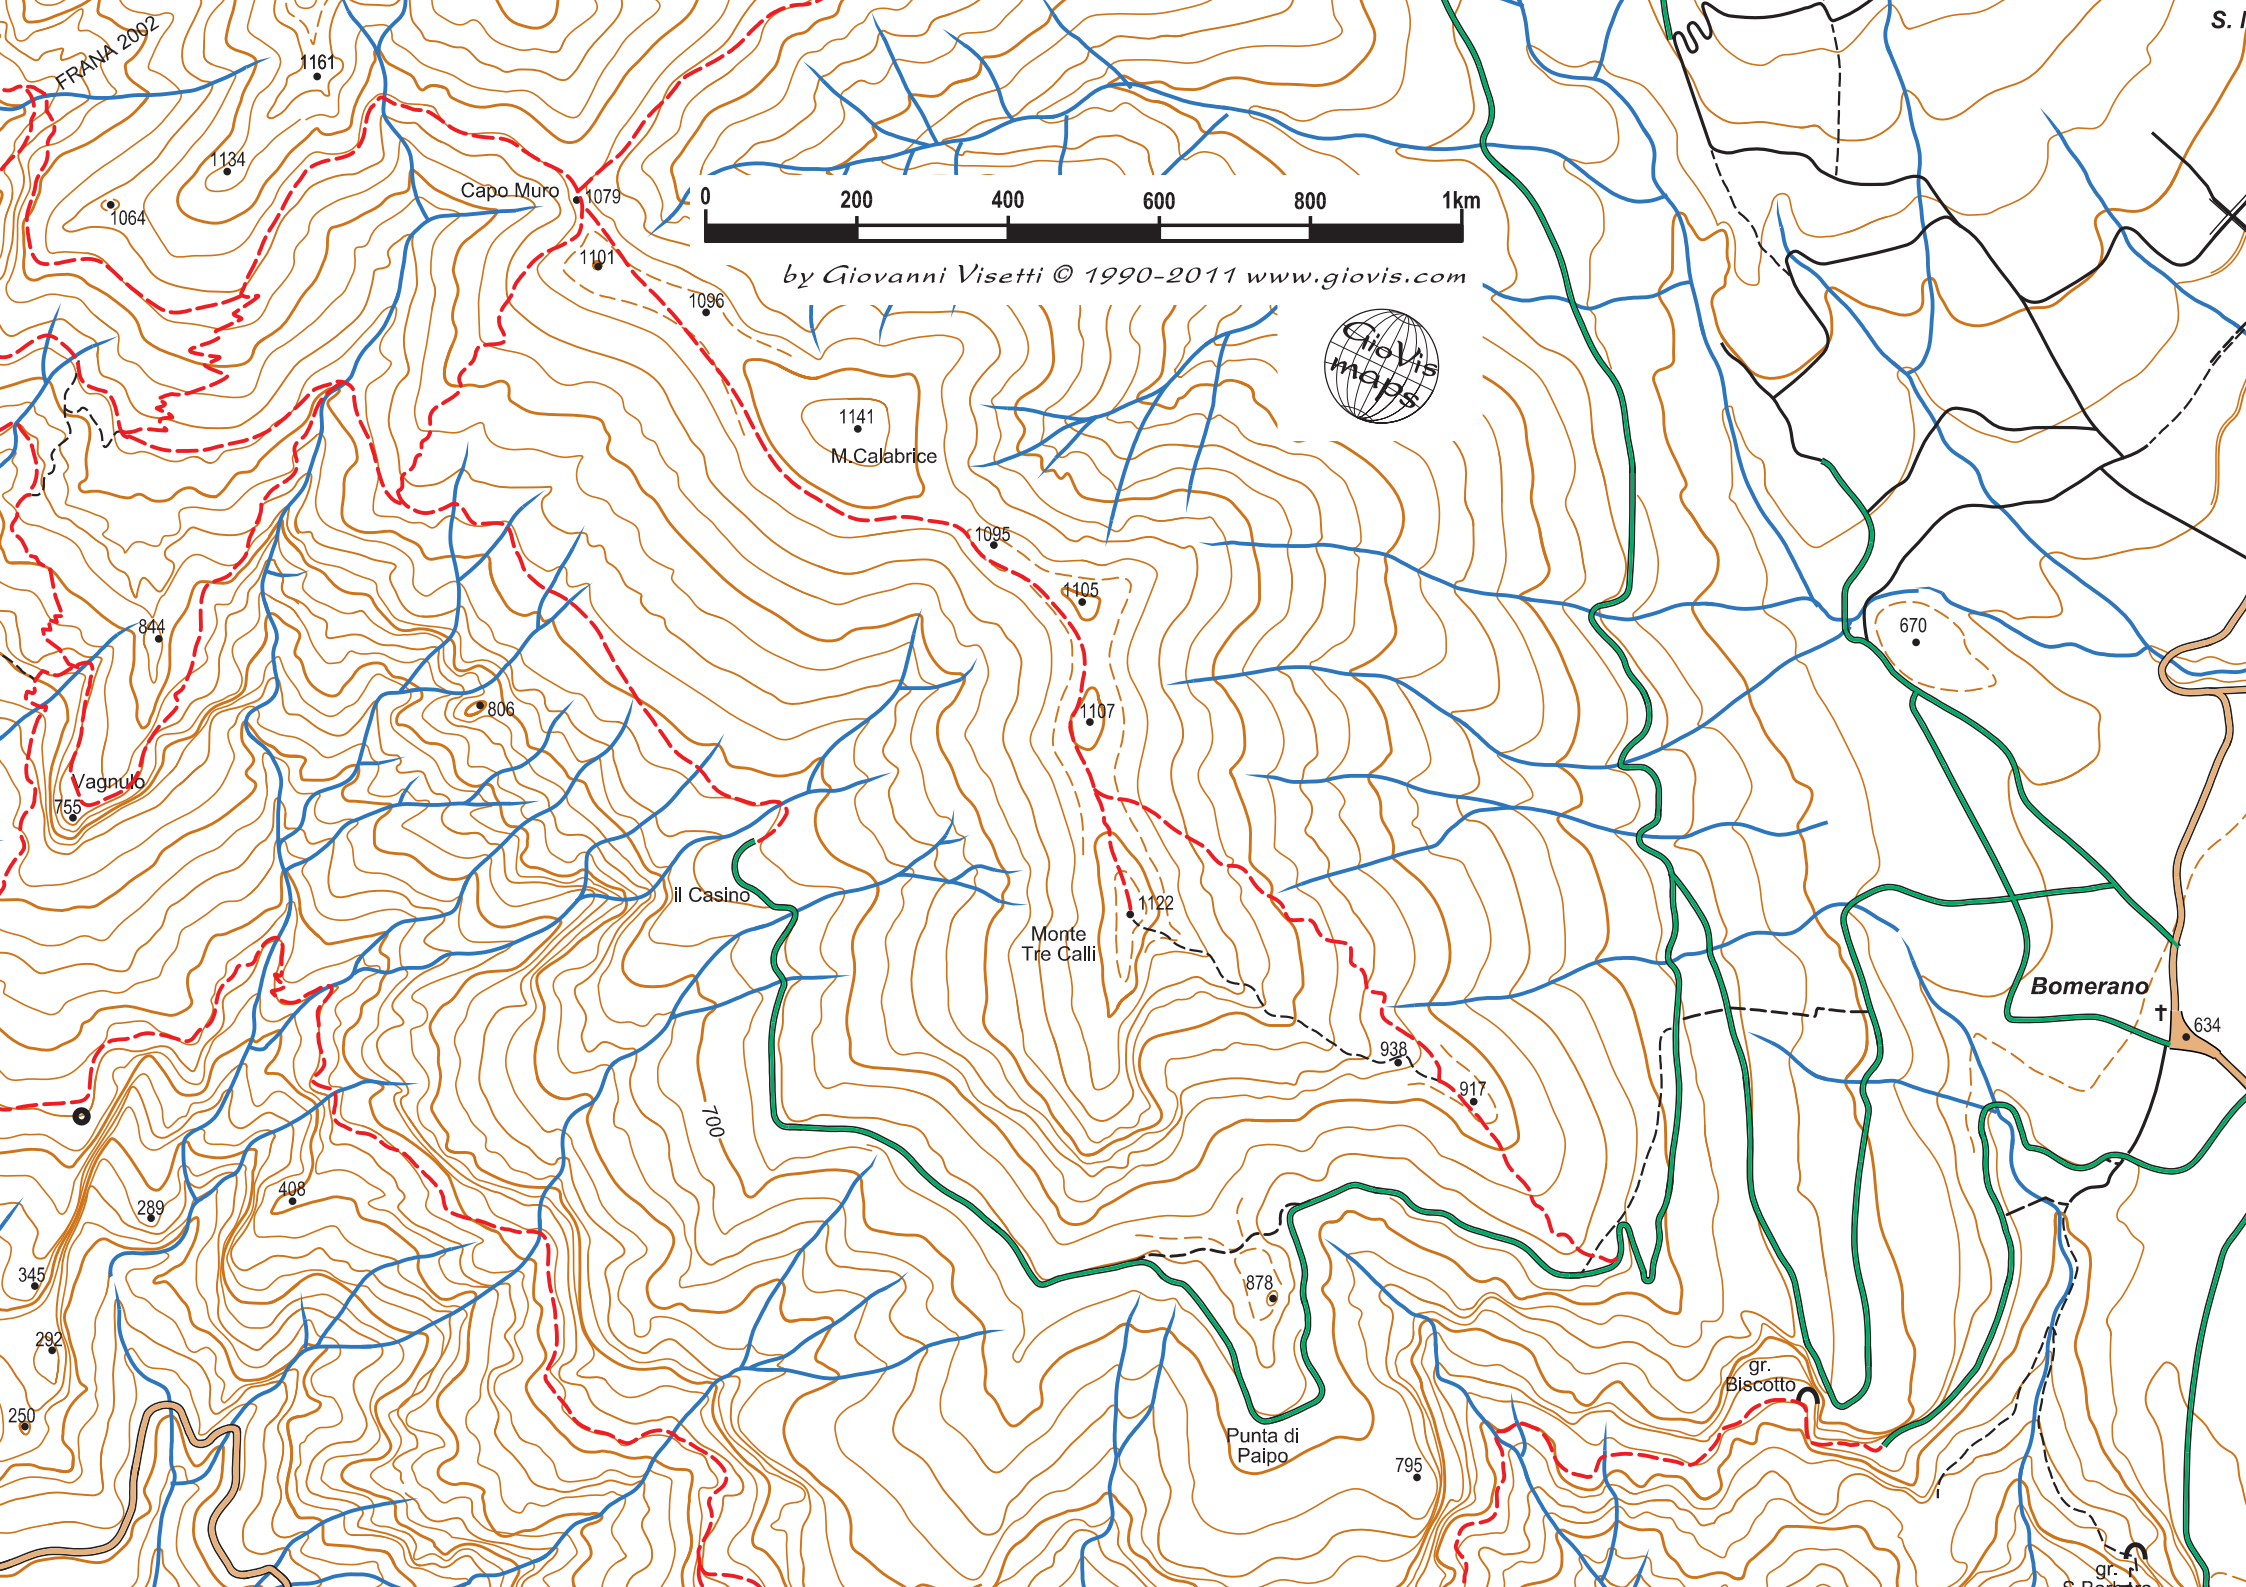 FRANA 2002
S. I
1161
1134
1064
Capo Muro
1079
1101
1096
0 200 400 600 800 1km
by Giovanni Visetti © 1990-2011 www.giovis.com
GioVis
maps
1141
M.Calabrice
1095
1105
670
844
806
1107
Vagnulo
755
il Casino
1122
Monte
Tre Calli
Bomerano
634
938
917
700
408
289
345
292
250
878
gr.
Biscotto
Punta di
Paipo
795
gr.